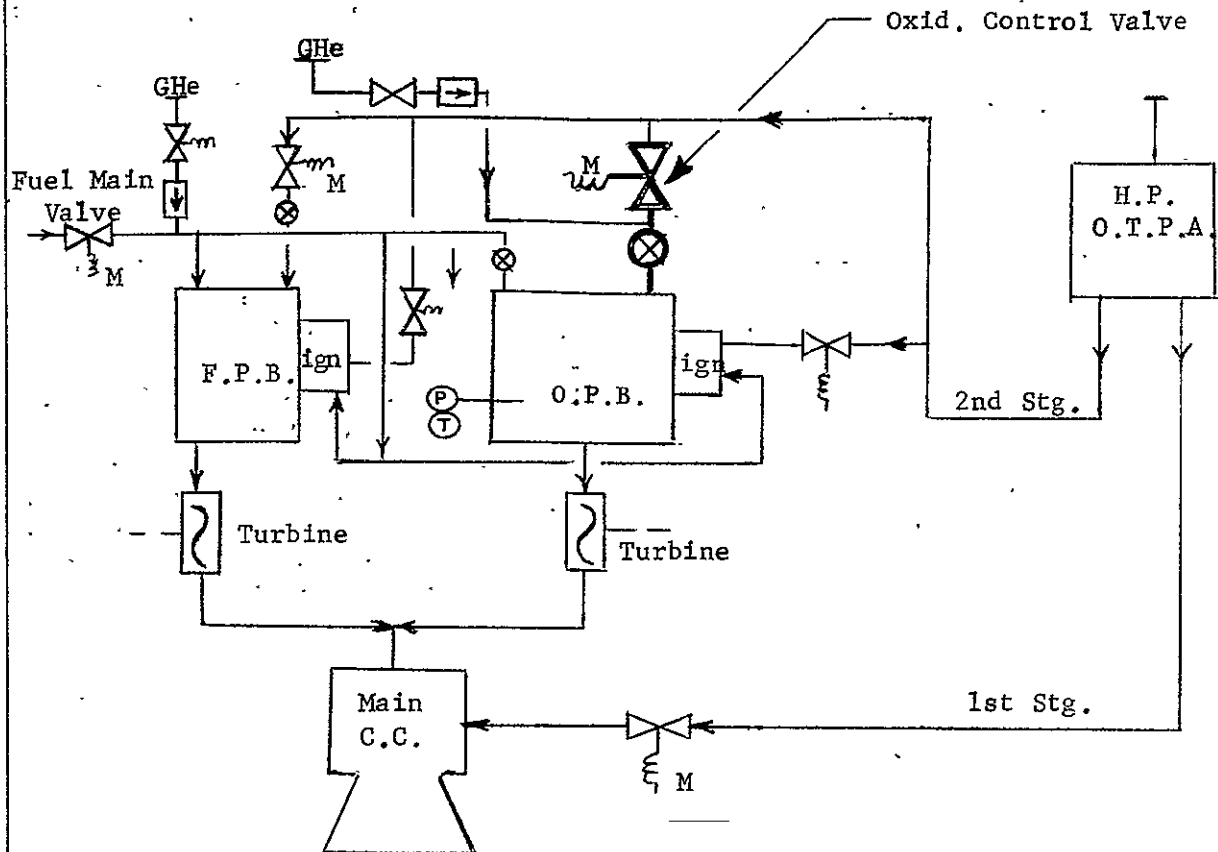 Oxid. Control Valve
GHe
GHe
M
M
Fuel Main
Valve
M
H.P.
O.T.P.A.
F.P.B.
ign
O.P.B.
ign
P
T
2nd Stg.
Turbine
Turbine
Main
C.C.
1st Stg.
M